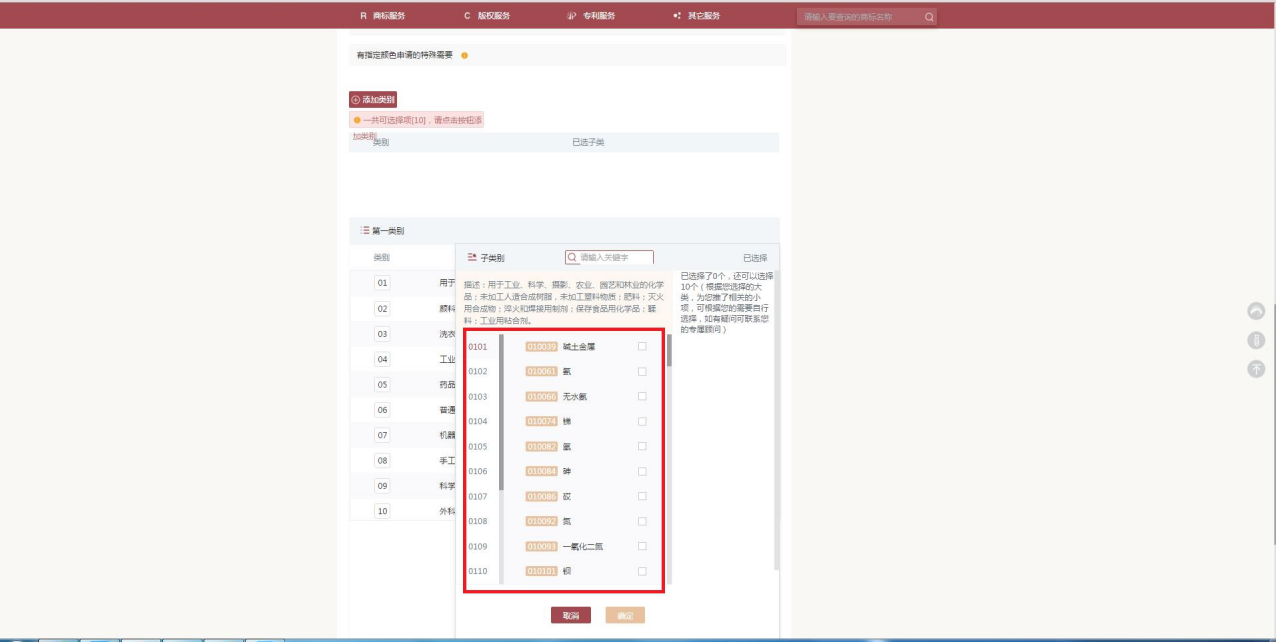 R 商标服务 C 版权服务 专利服务 其它服务 请输入要查询的商标名称
有指定颜色申请的特殊需要
添加类别
一共可选择项[10]，请点击按钮添
加类别
类别 已选子类
第一类别
类别 子类别 请输入关键字 已选择
描述：用于工业、科学、摄影、农业、园艺和林业的化学
品；未加工人造合成树脂，未加工塑料物质；肥料；灭火
用合成物；淬火和焊接用制剂；保存食品用化学品；鞣
料；工业用粘合剂。
已选择了0个，还可以选择
10个（根据您选择的大
类，为您推了相关的小
项，可根据您的需要自行
选择，如有疑问可联系您
的专属顾问）
01 用于
02 颜料
03 洗衣
04 工业
05 药品
06 普通
07 机器
08 手工
09 科学
10 外科
0101 010039 碱土金属
0102 010061 氨
0103 010066 无水氨
0104 010074 锑
0105 010082 氩
0106 010084 砷
0107 010086 砹
0108 010092 氮
0109 010093 一氧化二氮
0110 010101 钡
取消 确定